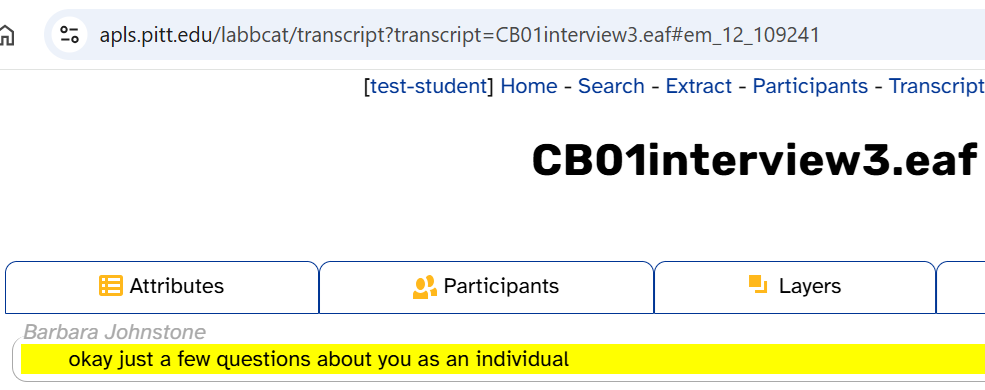 apls.pitt.edu/labbcat/transcript?transcript=CB01interview3.eaf#em_12_109241
[test-student] Home - Search - Extract - Participants - Transcript
CB01interview3.eaf
Attributes Participants Layers
Barbara Johnstone
okay just a few questions about you as an individual